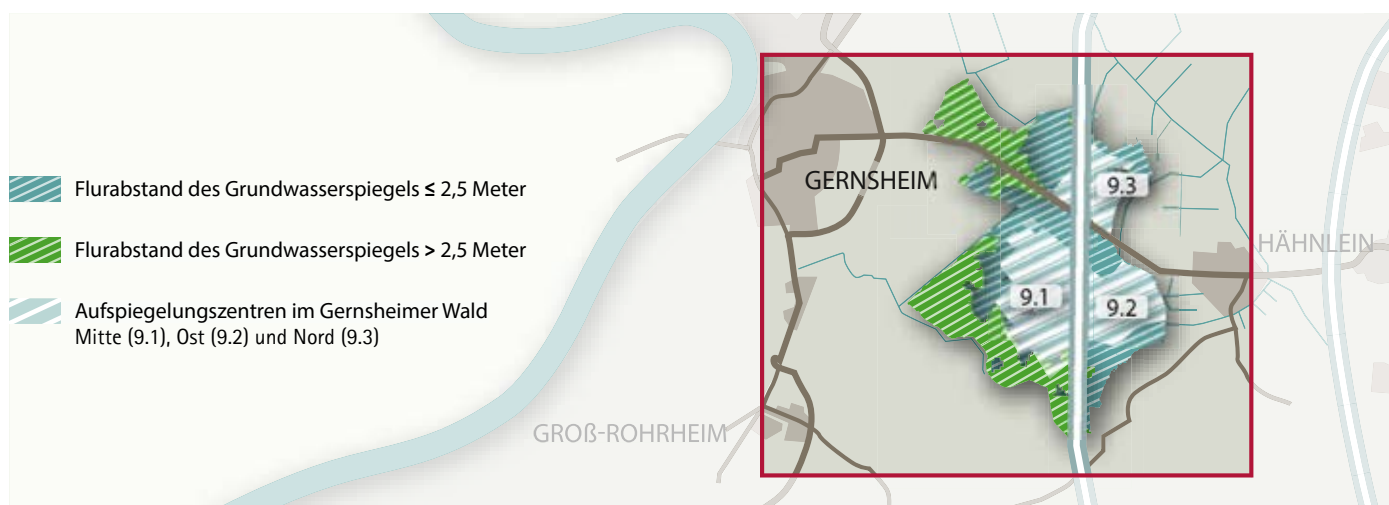 Flurabstand des Grundwasserspiegels ≤ 2,5 Meter
Flurabstand des Grundwasserspiegels > 2,5 Meter
Aufspiegelungszentren im Gernsheimer Wald
Mitte (9.1), Ost (9.2) und Nord (9.3)
GERNSHEIM
9.3
HÄHNLEIN
9.1
9.2
GROß-ROHRHEIM